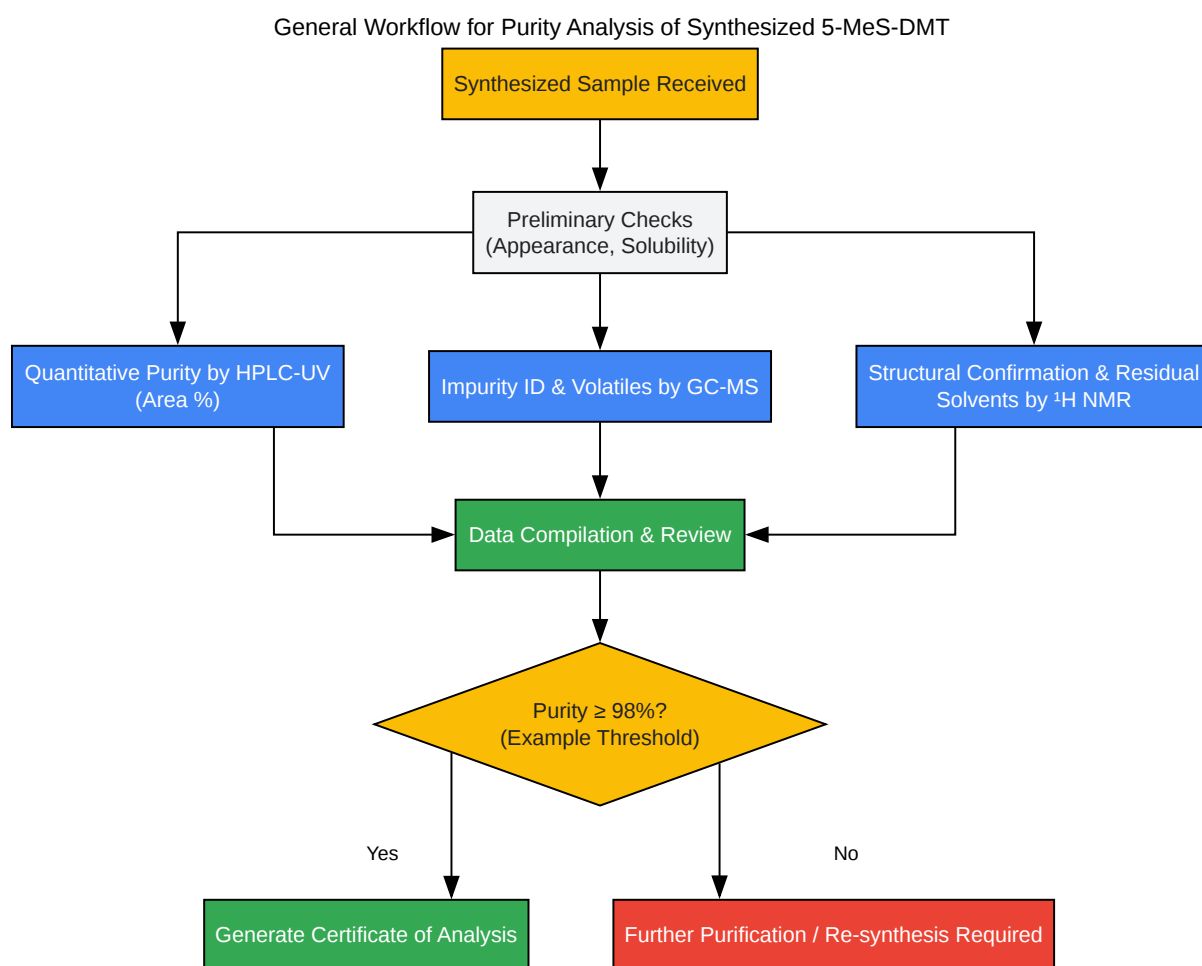 General Workflow for Purity Analysis of Synthesized 5-MeS-DMT
Synthesized Sample Received
Preliminary Checks
(Appearance, Solubility)
Quantitative Purity by HPLC-UV
(Area %)
Impurity ID & Volatiles by GC-MS
Structural Confirmation & Residual
Solvents by ¹H NMR
Data Compilation & Review
Purity ≥ 98%?
(Example Threshold)
Yes
No
Generate Certificate of Analysis
Further Purification / Re-synthesis Required